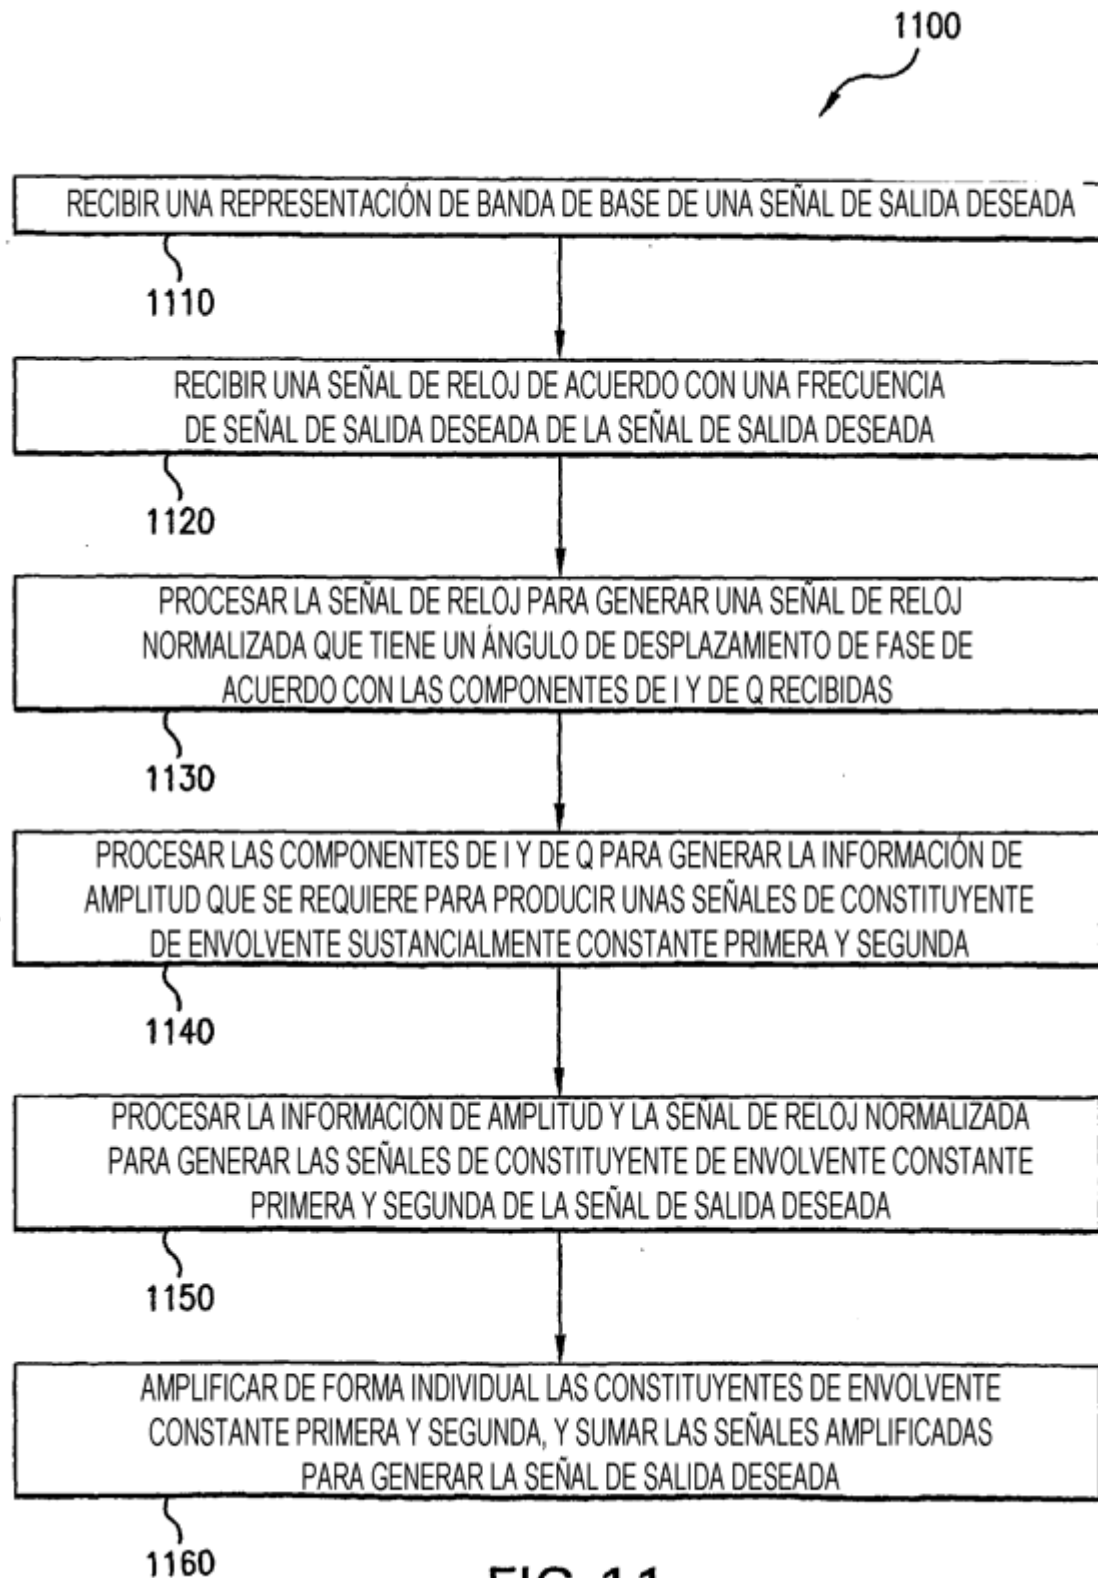 1100
RECIBIR UNA REPRESENTACIÓN DE BANDA DE BASE DE UNA SEÑAL DE SALIDA DESEADA
1110
RECIBIR UNA SEÑAL DE RELOJ DE ACUERDO CON UNA FRECUENCIA
DE SEÑAL DE SALIDA DESEADA DE LA SEÑAL DE SALIDA DESEADA
1120
PROCESAR LA SEÑAL DE RELOJ PARA GENERAR UNA SEÑAL DE RELOJ
NORMALIZADA QUE TIENE UN ÁNGULO DE DESPLAZAMIENTO DE FASE DE
ACUERDO CON LAS COMPONENTES DE I Y DE Q RECIBIDAS
1130
PROCESAR LAS COMPONENTES DE I Y DE Q PARA GENERAR LA INFORMACIÓN DE
AMPLITUD QUE SE REQUIERE PARA PRODUCIR UNAS SEÑALES DE CONSTITUYENTE
DE ENVOLVENTE SUSTANCIALMENTE CONSTANTE PRIMERA Y SEGUNDA
1140
PROCESAR LA INFORMACIÓN DE AMPLITUD Y LA SEÑAL DE RELOJ NORMALIZADA
PARA GENERAR LAS SEÑALES DE CONSTITUYENTE DE ENVOLVENTE CONSTANTE
PRIMERA Y SEGUNDA DE LA SEÑAL DE SALIDA DESEADA
1150
AMPLIFICAR DE FORMA INDIVIDUAL LAS CONSTITUYENTES DE ENVOLVENTE
CONSTANTE PRIMERA Y SEGUNDA, Y SUMAR LAS SEÑALES AMPLIFICADAS
PARA GENERAR LA SEÑAL DE SALIDA DESEADA
1160
FIG. 11